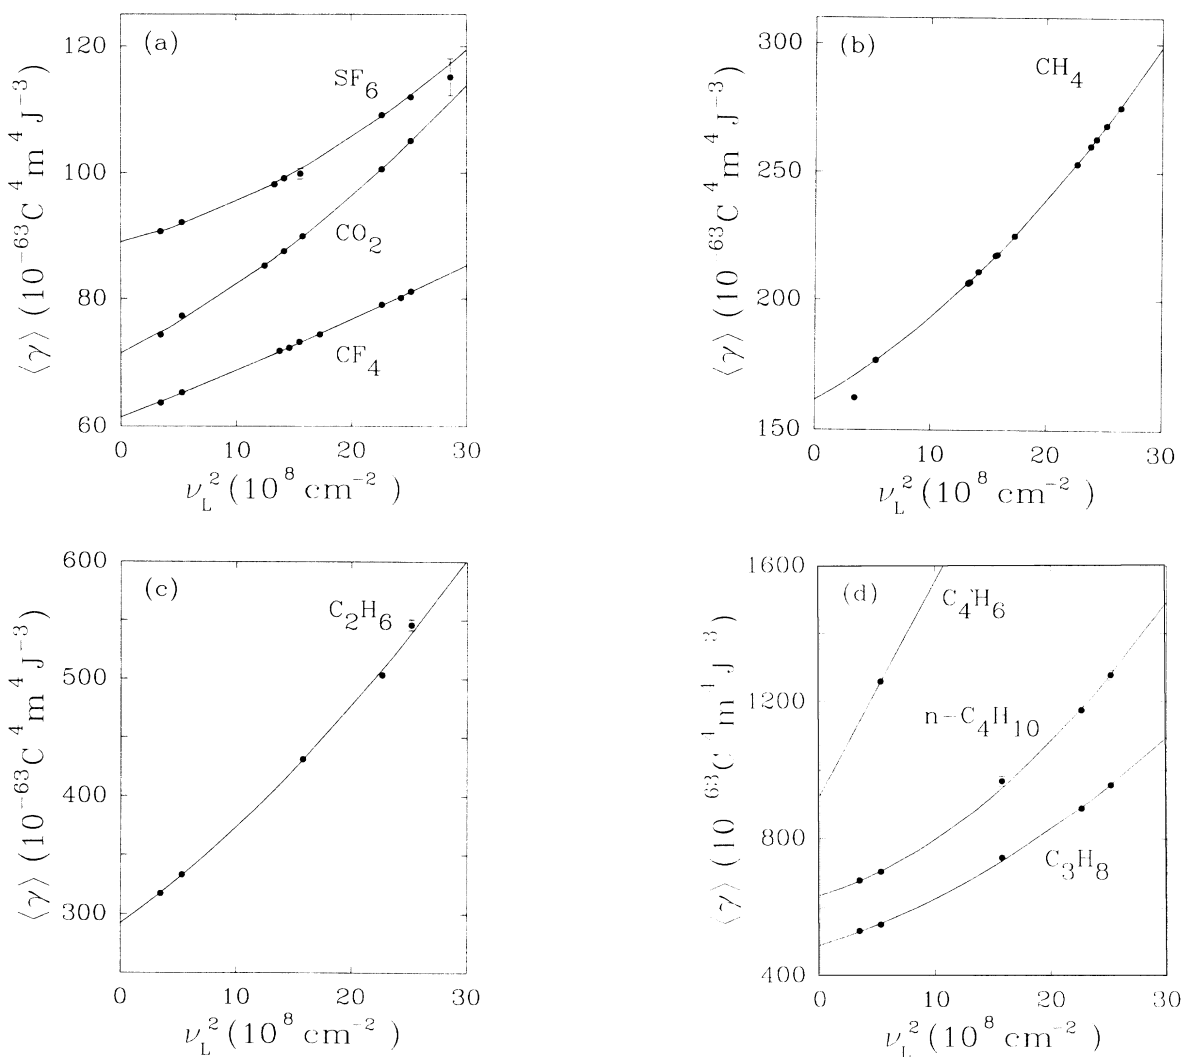 (a)
120
100
80
60
SF6
CO2
CF4
0 10 20 30
⟨γ⟩ (10−63C4m4J−3)
νL2 (108 cm−2)
(b)
300
250
200
150
CH4
0 10 20 30
⟨γ⟩ (10−63C4m4J−3)
νL2 (108 cm−2)
(c)
600
500
400
300
C2H6
0 10 20 30
⟨γ⟩ (10−63C4m4J−3)
νL2 (108 cm−2)
(d)
1600
1200
800
400
C4H6
n-C4H10
C3H8
0 10 20 30
⟨γ⟩ (10 63C4m1J 3)
νL2 (108 cm−2)